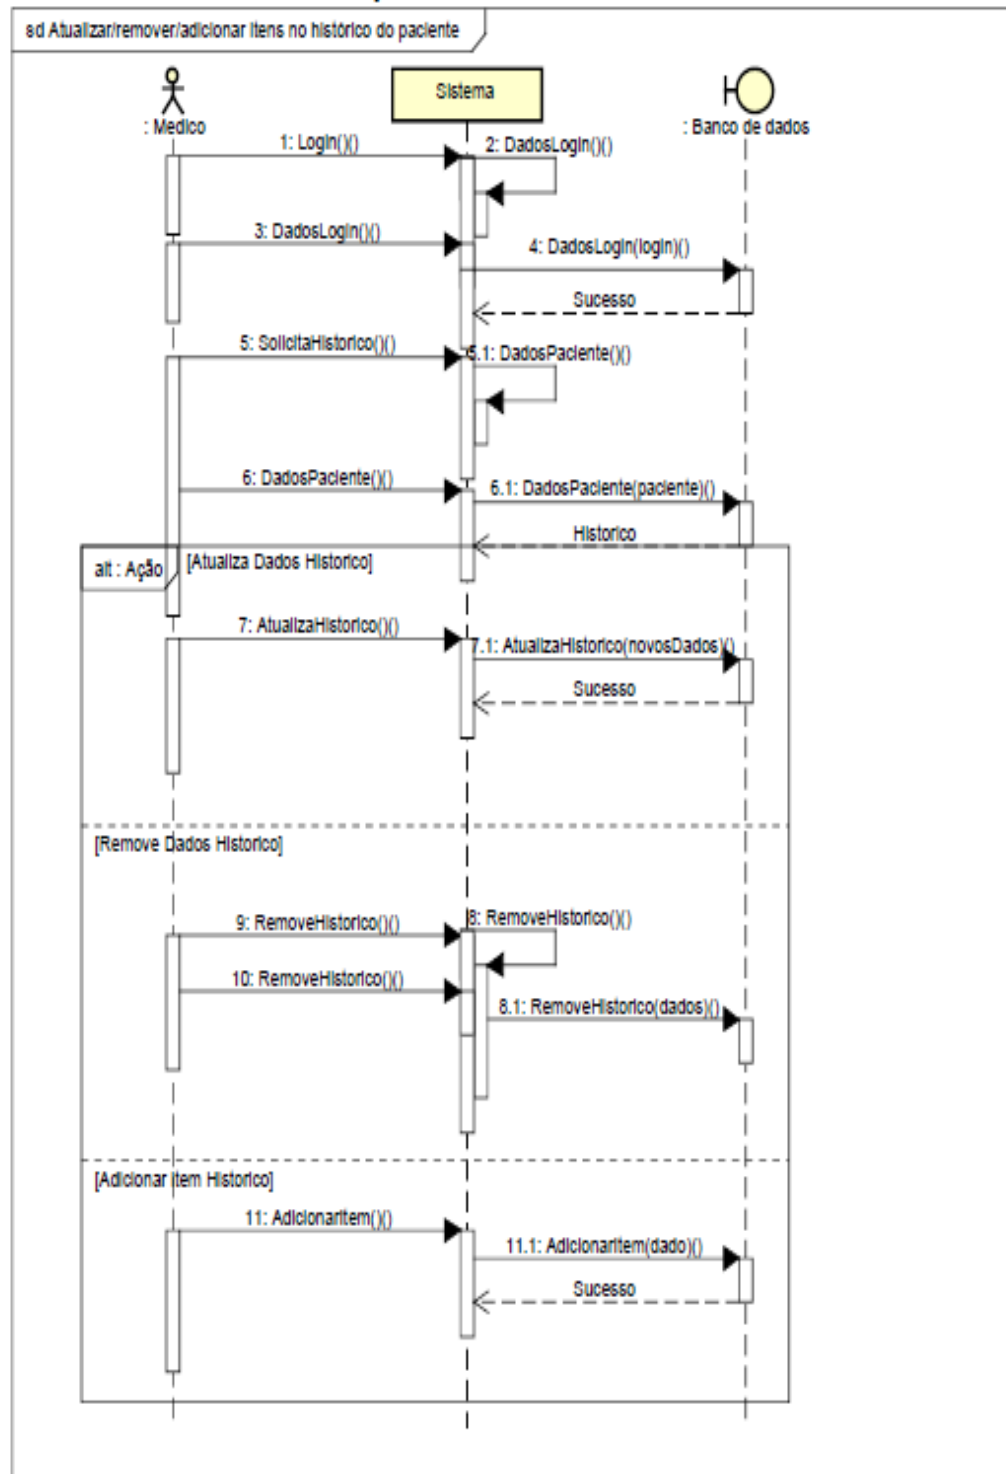 sd Atualizar/remover/adicionar itens no histórico do paciente
Sistema
: Medico
: Banco de dados
1: Login()()
2: DadosLogin()()
3: DadosLogin()()
4: DadosLogin(login)()
Sucesso
5: SolicitaHistorico()()
5.1: DadosPaciente()()
6: DadosPaciente()()
6.1: DadosPaciente(paciente)()
Historico
alt : Ação
[Atualiza Dados Historico]
7: AtualizaHistorico()()
7.1: AtualizaHistorico(novosDados)()
Sucesso
[Remove Dados Historico]
9: RemoveHistorico()()
8: RemoveHistorico()()
10: RemoveHistorico()()
8.1: RemoveHistorico(dados)()
[Adicionar item Historico]
11: AdicionarItem()()
11.1: AdicionarItem(dado)()
Sucesso